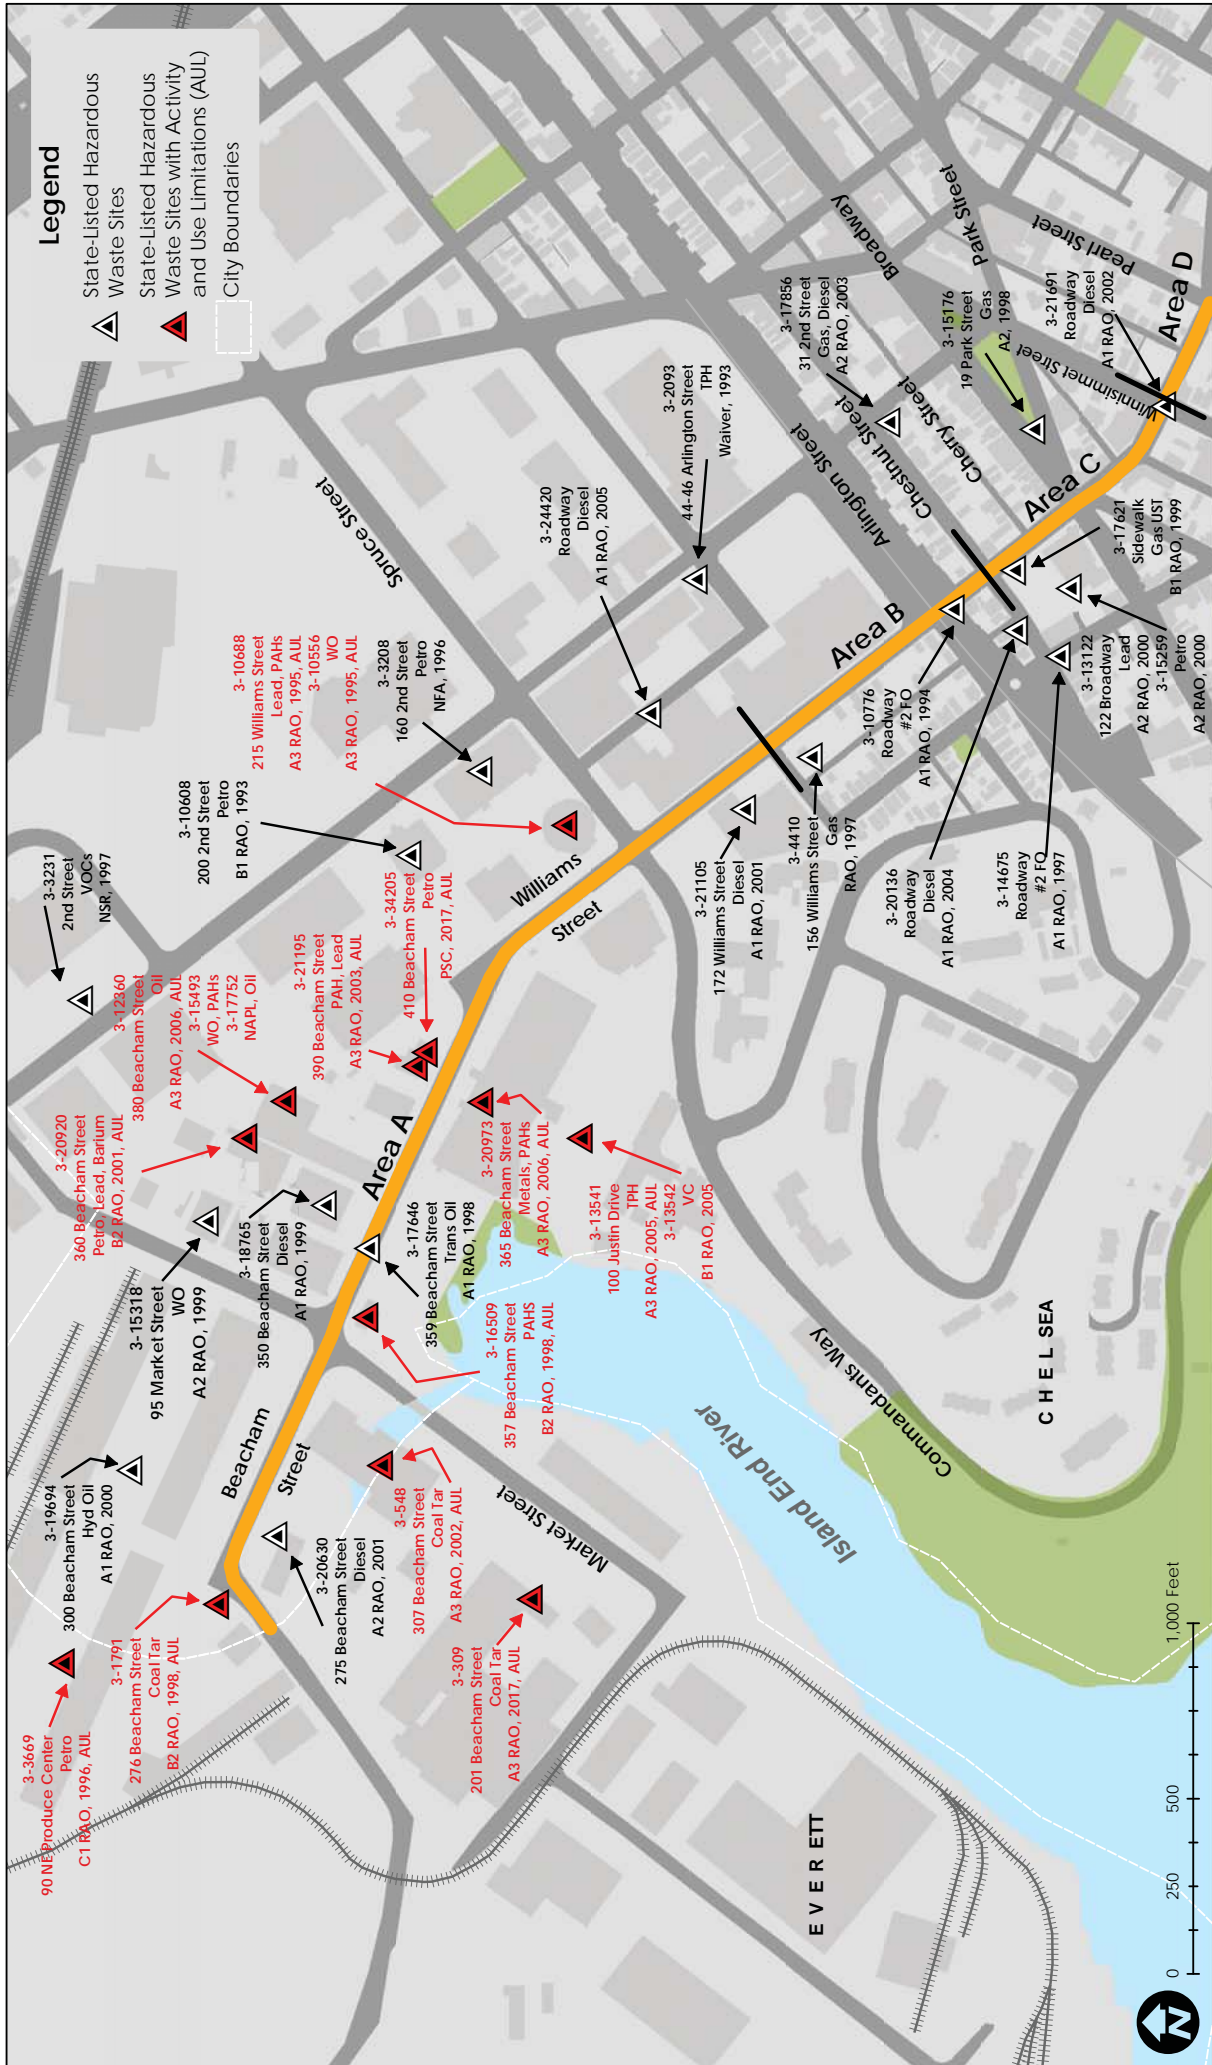 Legend
State-Listed Hazardous
Waste Sites
State-Listed Hazardous
Waste Sites with Activity
and Use Limitations (AUL)
City Boundaries
3-3669
90 NE Produce Center
Petro
C1 RAO, 1996, AUL
3-1791
276 Beacham Street
Coal Tar
B2 RAO, 1998, AUL
3-19694
300 Beacham Street
Hyd Oil
A1 RAO, 2000
3-15318
95 Market Street
WO
A2 RAO, 1999
3-20920
360 Beacham Street
Petro, Lead, Barium
B2 RAO, 2001, AUL
3-12360
380 Beacham Street
Oil
A3 RAO, 2006, AUL
3-15493
WO, PAHs
3-17752
NAPL, Oil
3-3231
2nd Street
VOCs
NSR, 1997
3-18765
350 Beacham Street
Diesel
A1 RAO, 1999
3-21195
390 Beacham Street
PAH, Lead
A3 RAO, 2003, AUL
3-34205
410 Beacham Street
Petro
PSC, 2017, AUL
3-10608
200 2nd Street
Petro
B1 RAO, 1993
3-10688
215 Williams Street
Lead, PAHs
A3 RAO, 1995, AUL
3-10556
WO
A3 RAO, 1995, AUL
3-3208
160 2nd Street
Petro
NFA, 1996
Spruce Street
3-24420
Roadway
Diesel
A1 RAO, 2005
3-2093
44-46 Arlington Street
TPH
Waiver, 1993
3-17856
31 2nd Street
Gas, Diesel
A2 RAO, 2003
3-15176
19 Park Street
Gas
A2, 1998
3-21691
Roadway
Diesel
A1 RAO, 2002
Broadway
Park Street
Pearl Street
Winnisimmet Street
Cherry Street
Chestnut Street
Arlington Street
Beacham
Street
Area A
Williams
Street
Area B
Area C
Area D
3-20630
275 Beacham Street
Diesel
A2 RAO, 2001
3-548
307 Beacham Street
Coal Tar
A3 RAO, 2002, AUL
3-309
201 Beacham Street
Coal Tar
A3 RAO, 2017, AUL
Market Street
3-17646
359 Beacham Street
Trans Oil
A1 RAO, 1998
3-16509
357 Beacham Street
PAHS
B2 RAO, 1998, AUL
3-20973
365 Beacham Street
Metals, PAHs
A3 RAO, 2006, AUL
3-13541
100 Justin Drive
TPH
A3 RAO, 2005, AUL
3-13542
VC
B1 RAO, 2005
3-21105
172 Williams Street
Diesel
A1 RAO, 2001
3-4410
156 Williams Street
Gas
RAO, 1997
3-10776
Roadway
#2 FO
A1 RAO, 1994
3-20136
Roadway
Diesel
A1 RAO, 2004
3-14675
Roadway
#2 FO
A1 RAO, 1997
3-13122
122 Broadway
Lead
A2 RAO, 2000
3-15259
Petro
A2 RAO, 2000
3-17621
Sidewalk
Gas UST
B1 RAO, 1999
Island End River
Commandants Way
CHELSEA
EVERETT
N
0 250 500 1,000 Feet